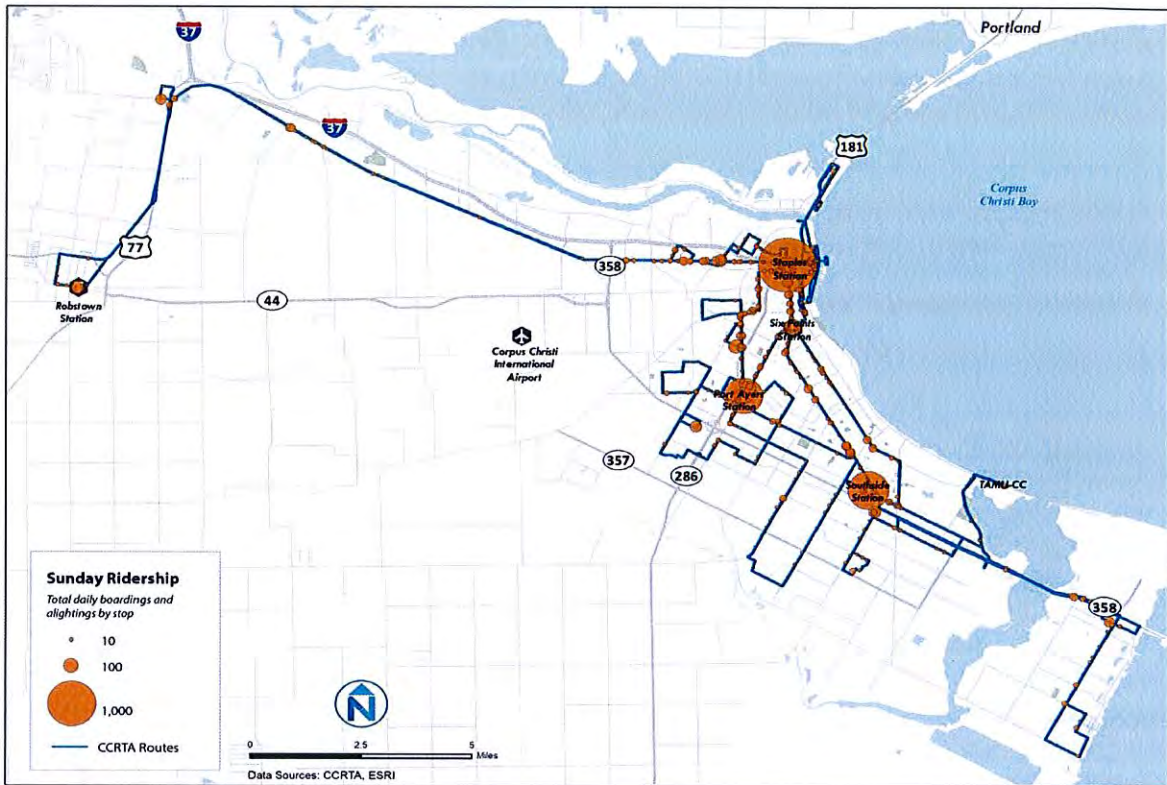 37
Portland
37
181
Corpus
Christi Bay
77
358
Staples
Station
Robstown
Station
44
Six Points
Station
Corpus Christi
International
Airport
Port Ayers
Station
357
286
Southside
Station
TAMU-CC
358
Sunday Ridership
Total daily boardings and
alightings by stop
10
100
1,000
CCRTA Routes
N
0 2.5 5
Miles
Data Sources: CCRTA, ESRI